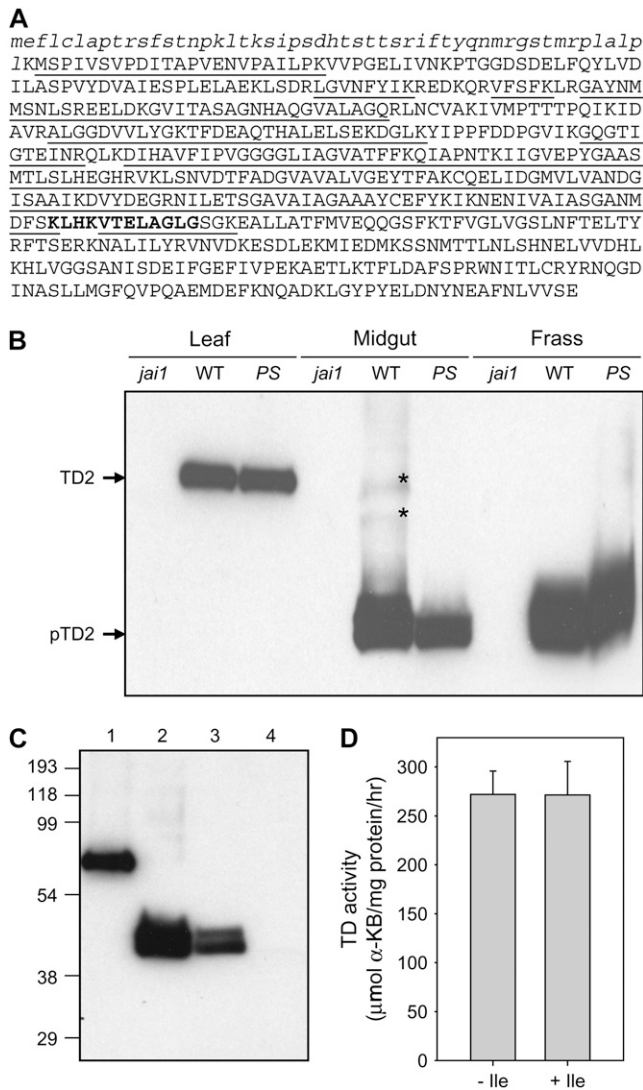 A
meflclaptrsfstnpkltksipsdhtsttsriftyqnmrgstmrplalp
lKMSPIVSVPDITAPVENVPAILPKVVPGELIVNKPTGGDSDELFQYLVD
ILASPVYDVAIESPLELAEKLSDRLGVNFYIKREDKQRVFSFKLRGAYNM
MSNLSREELDKGVITASAGNHAQGVALAGQRLNCVAKIVMPTTTPQIKID
AVRALGGDVVLYGKTFDEAQTHALELSEKDGLKYIPPFDDPGVIKGQGTI
GTEINRQLKDIHAVFIPVGGGGLIAGVATFFKQIAPNTKIIGVEPYGAAS
MTLSLHEGHRVKLSNVDTFADGVAVALVGEYTFAKCQELIDGMVLVANDG
ISAAIKDVYDEGRNILETSGAVAIAGAAAYCEFYKIKNENIVAIASGANM
DFSKLHKVTELAGLGSGKEALLATFMVEQQGSFKTFVGLVGSLNFTELTY
RFTSERKNALILYRVNVDKESDLEKMIEDMKSSNMTTLNLSHNELVVDHL
KHLVGGSANISDEIFGEFIVPEKAETLKTFLDAFSPRWNITLCRYRNQGD
INASLLMGFQVPQAEMDEFKNQADKLGYPYELDNYNEAFNLVVSE
B
Leaf Midgut Frass
jai1 WT PS jai1 WT PS jai1 WT PS
TD2
*
*
pTD2
C
1 2 3 4
193
118
99
54
38
29
D
TD activity
(μmol α-KB/mg protein/hr)
300
250
200
150
100
50
0
- Ile + Ile